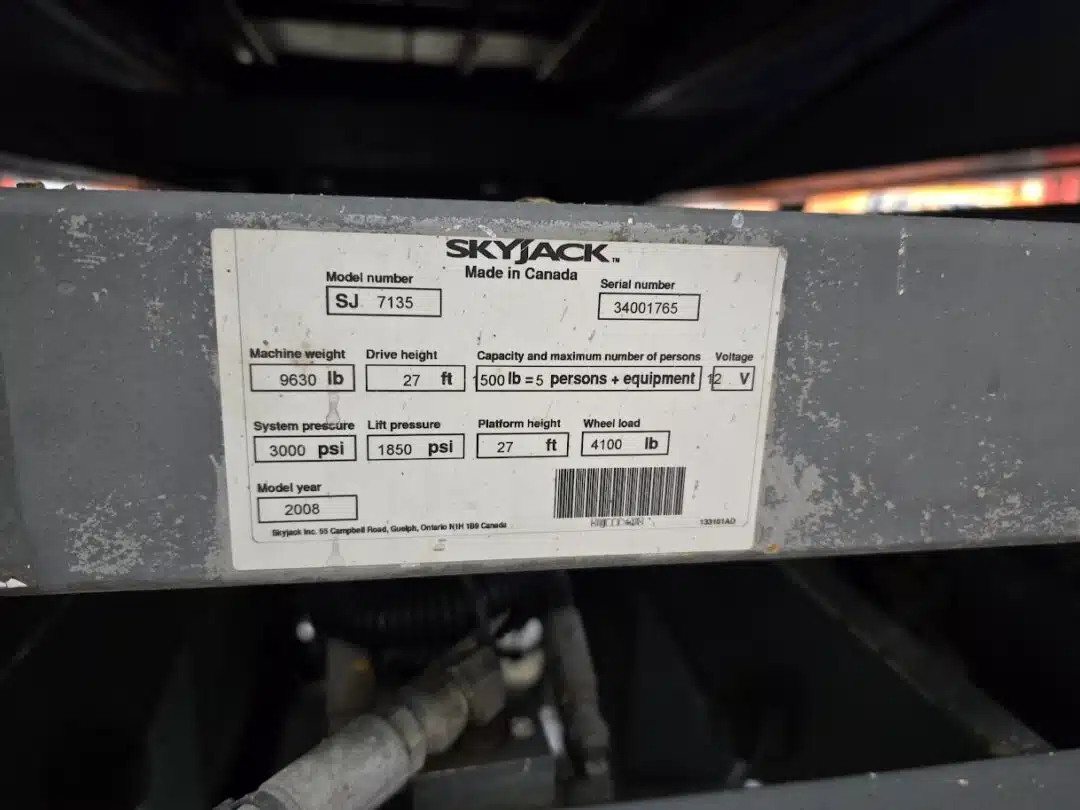 SKYJACK™
Made in Canada
Model number
SJ 7135
Serial number
34001765
Machine weight
9630 lb
Drive height
27 ft
Capacity and maximum number of persons
1500 lb = 5 persons + equipment
Voltage
12 V
System pressure
3000 psi
Lift pressure
1850 psi
Platform height
27 ft
Wheel load
4100 lb
Model year
2008
Skyjack Inc. 55 Campbell Road, Guelph, Ontario N1H 1B9 Canada
133101AD